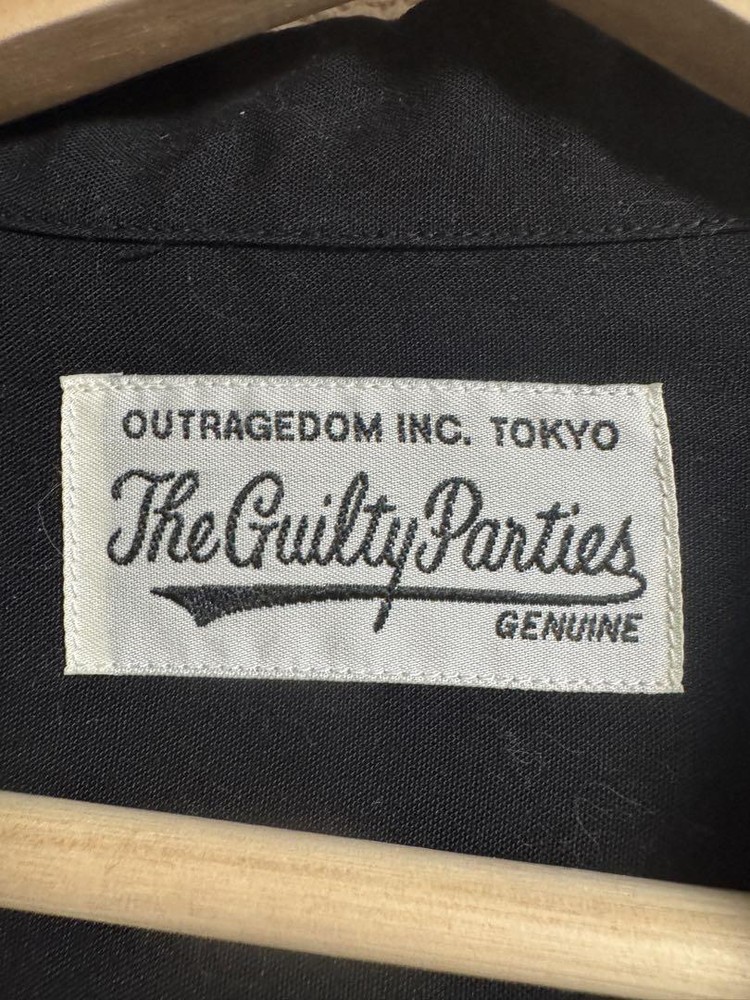 OUTRAGEDOM INC. TOKYO
The Guilty Parties
GENUINE